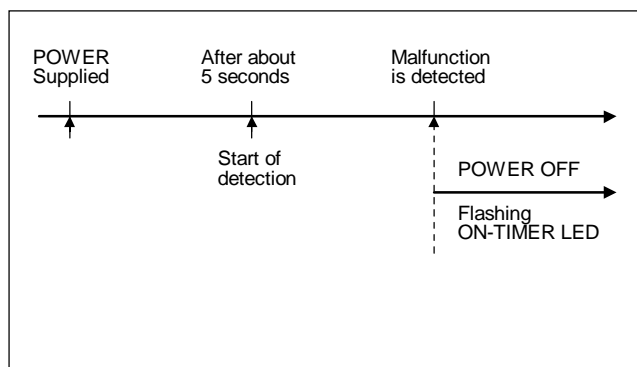 POWER
Supplied
After about
5 seconds
Malfunction
is detected
Start of
detection
POWER OFF
Flashing
ON-TIMER LED